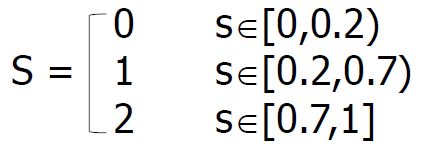 0 s∈[0,0.2)
S = 1 s∈[0.2,0.7)
2 s∈[0.7,1]